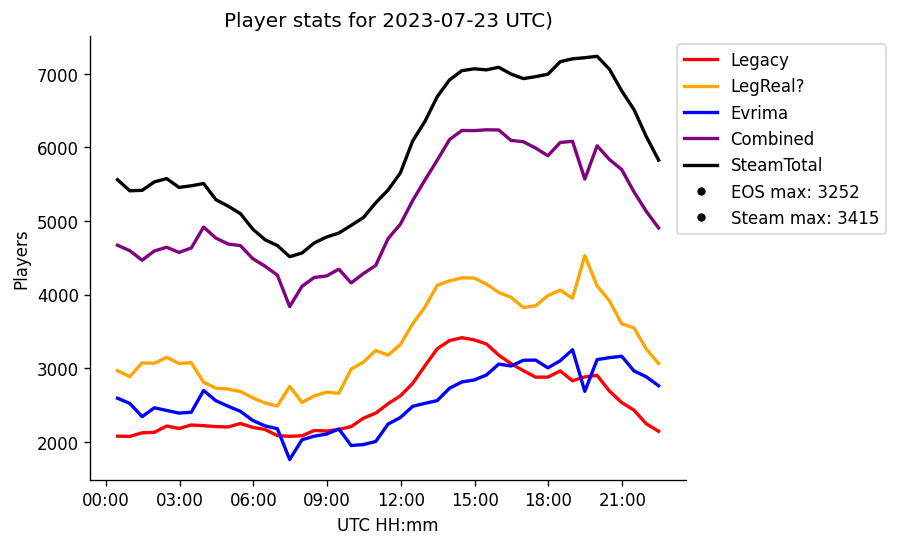 Player stats for 2023-07-23 UTC)
7000
6000
5000
4000
3000
2000
Players
00:00
03:00
06:00
09:00
12:00
15:00
18:00
21:00
UTC HH:mm
Legacy
LegReal?
Evrima
Combined
SteamTotal
EOS max: 3252
Steam max: 3415